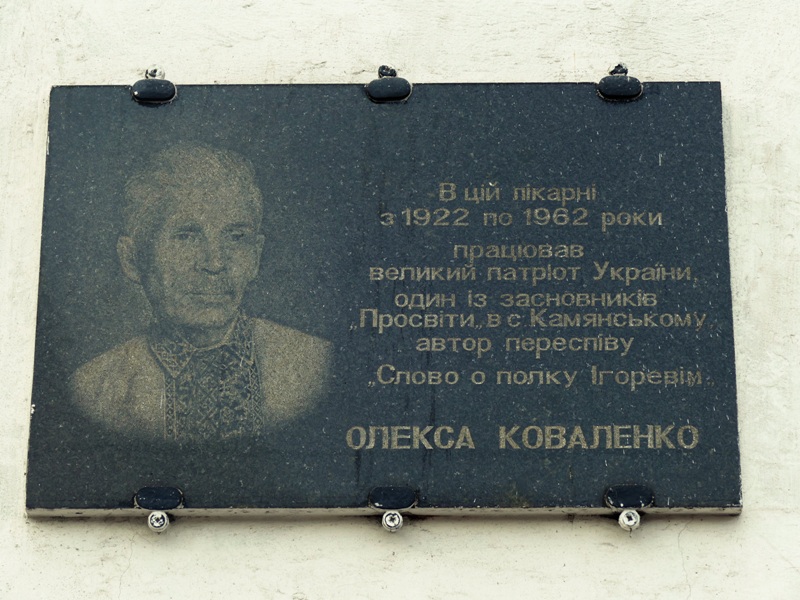 В цій лікарні
з 1922 по 1962 роки
працював
великий патріот України,
один із засновників
„Просвіти„ в с. Камянському
автор переспіву
„Слово о полку Ігоревім„
ОЛЕКСА КОВАЛЕНКО